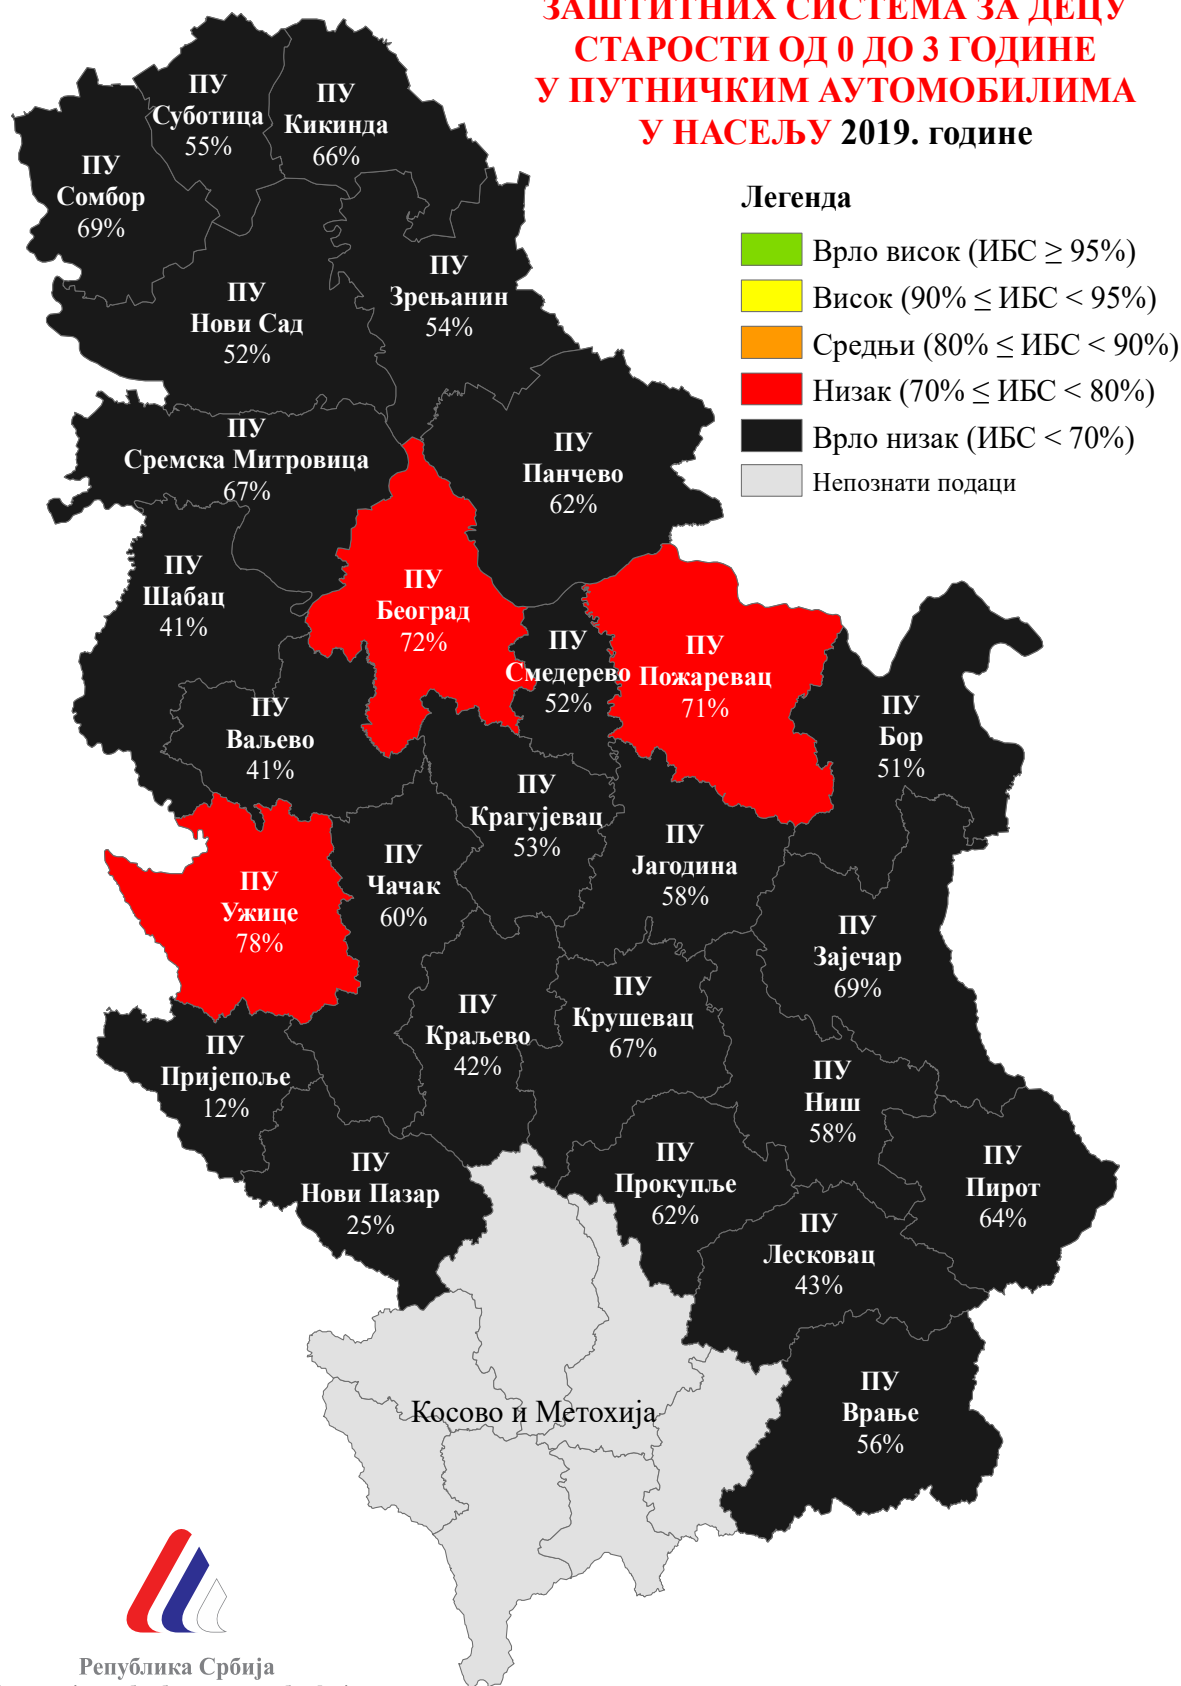 ЗАШТИТНИХ СИСТЕМА ЗА ДЕЦУ
СТАРОСТИ ОД 0 ДО 3 ГОДИНЕ
У ПУТНИЧКИМ АУТОМОБИЛИМА
У НАСЕЉУ 2019. године
Легенда
Врло висок (ИБС ≥ 95%)
Висок (90% ≤ ИБС < 95%)
Средњи (80% ≤ ИБС < 90%)
Низак (70% ≤ ИБС < 80%)
Врло низак (ИБС < 70%)
Непознати подаци
ПУ
Суботица
55%
ПУ
Кикинда
66%
ПУ
Сомбор
69%
ПУ
Зрењанин
54%
ПУ
Нови Сад
52%
ПУ
Сремска Митровица
67%
ПУ
Панчево
62%
ПУ
Шабац
41%
ПУ
Београд
72%
ПУ
Смедерево
52%
ПУ
Пожаревац
71%
ПУ
Бор
51%
ПУ
Ваљево
41%
ПУ
Крагујевац
53%
ПУ
Јагодина
58%
ПУ
Чачак
60%
ПУ
Ужице
78%
ПУ
Зајечар
69%
ПУ
Крушевац
67%
ПУ
Краљево
42%
ПУ
Пријепоље
12%
ПУ
Ниш
58%
ПУ
Пирот
64%
ПУ
Прокупље
62%
ПУ
Нови Пазар
25%
ПУ
Лесковац
43%
ПУ
Врање
56%
Косово и Метохија
Република Србија